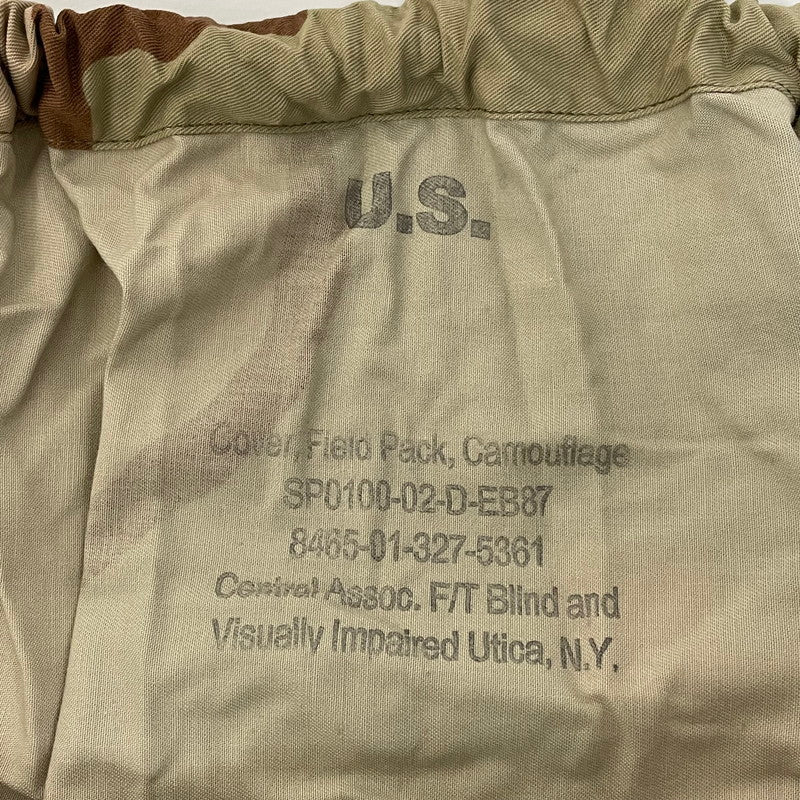 U.S.
Cover, Field Pack, Camouflage
SP0100-02-D-EB87
8465-01-327-5361
Central Assoc. F/T Blind and
Visually Impaired Utica, N.Y.